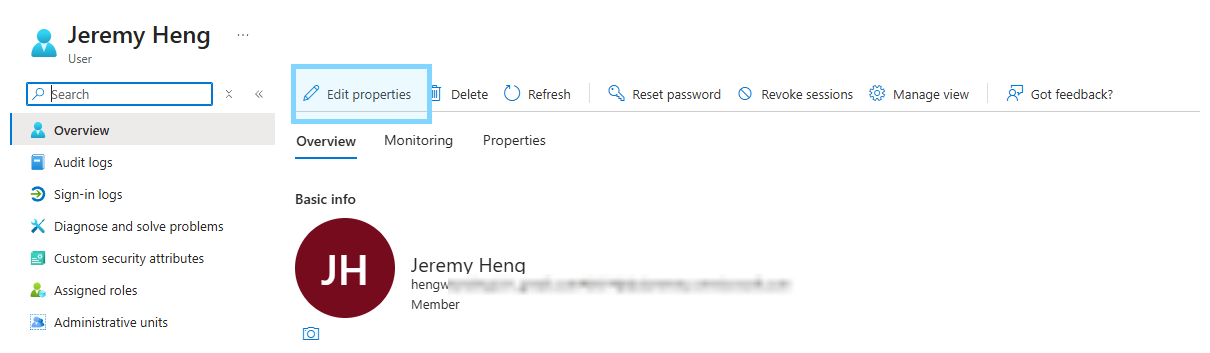 Jeremy Heng ...
User
Search
Edit properties Delete Refresh Reset password Revoke sessions Manage view Got feedback?
Overview
Audit logs
Sign-in logs
Diagnose and solve problems
Custom security attributes
Assigned roles
Administrative units
Overview Monitoring Properties
Basic info
JH
Jeremy Heng
hengw
Member